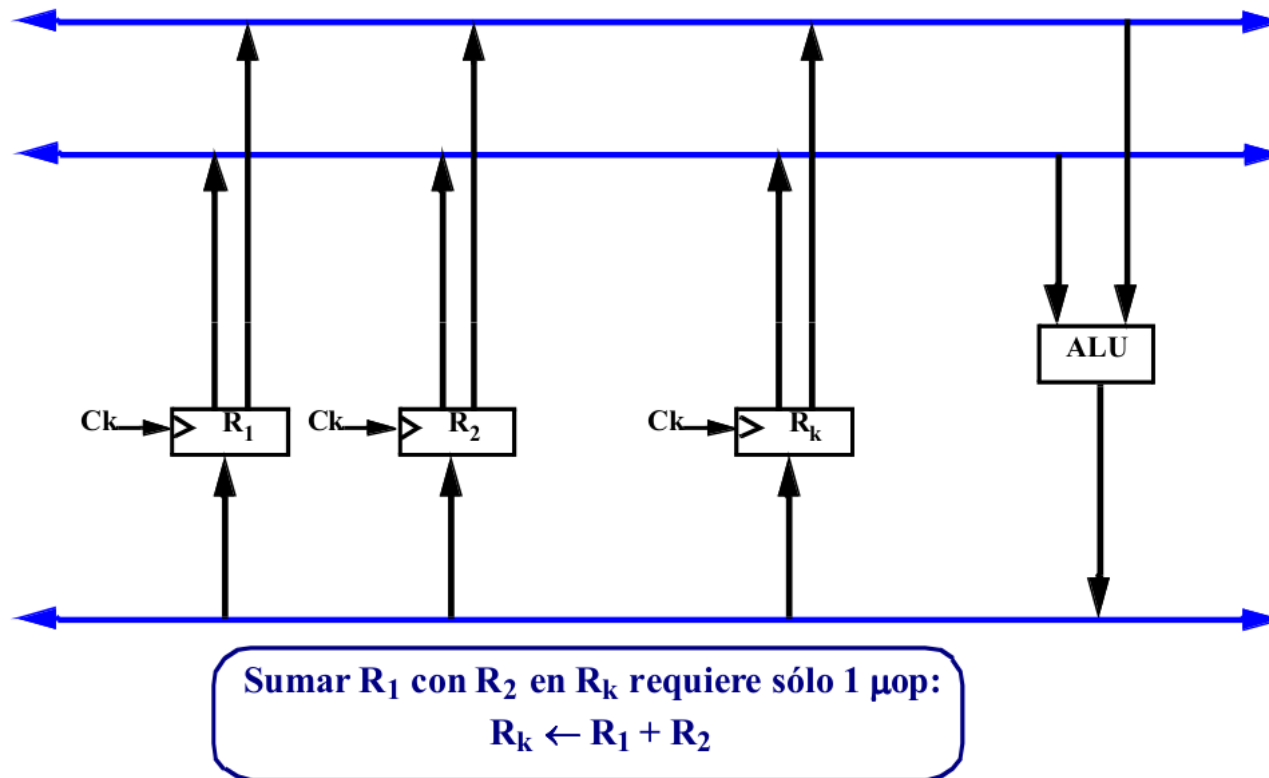 ALU
Ck
R₁
Ck
R₂
Ck
Rₖ
Sumar R₁ con R₂ en Rₖ requiere sólo 1 μop:
Rₖ ← R₁ + R₂